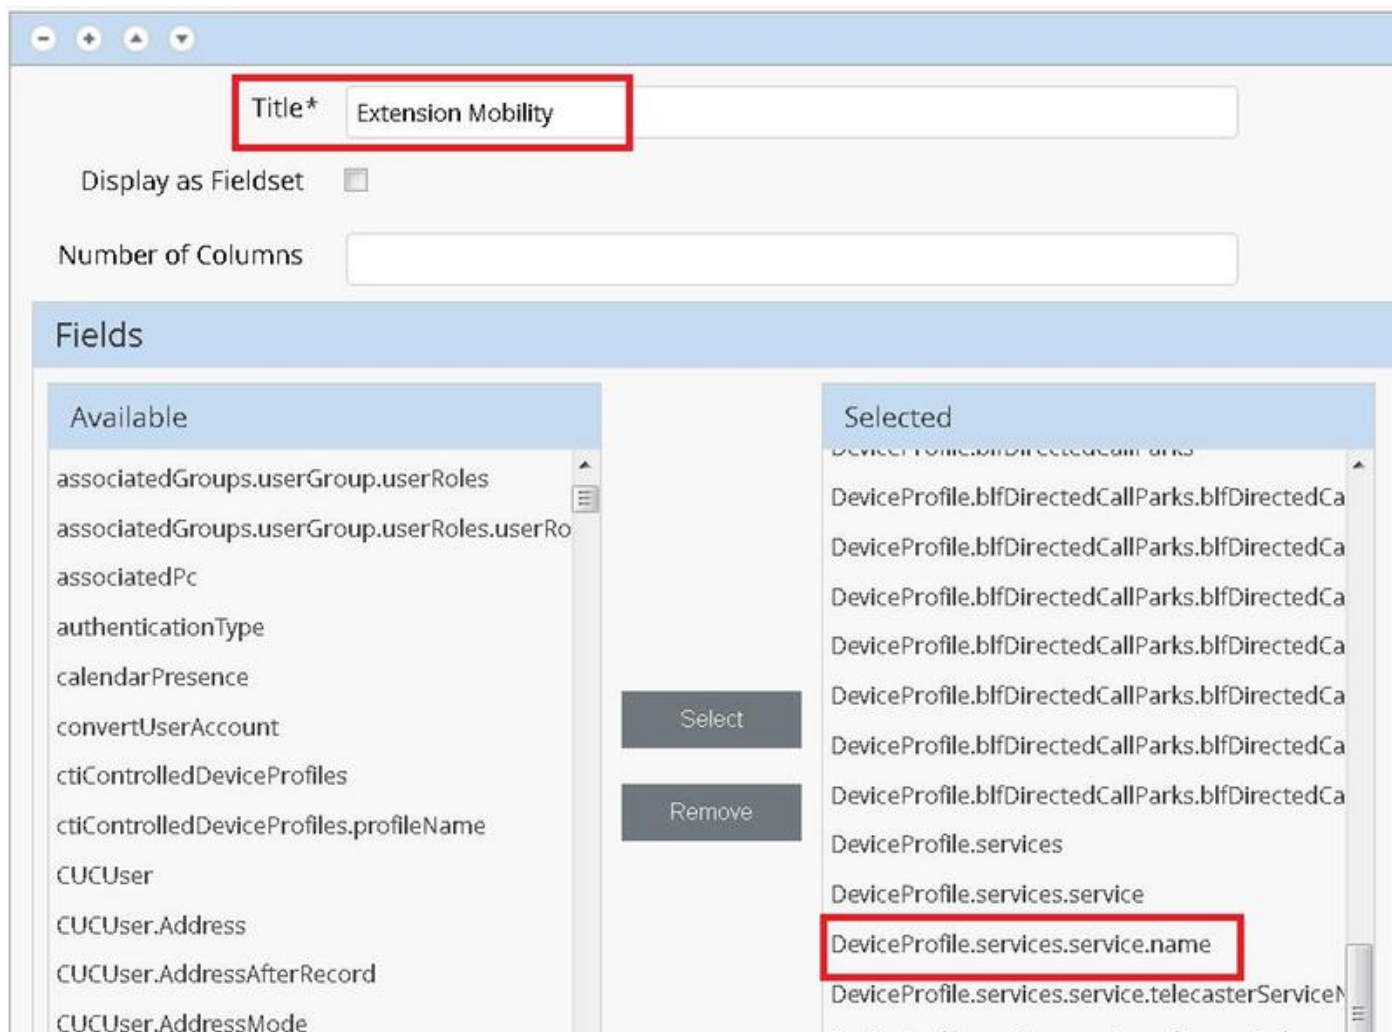 Title*
Extension Mobility
Display as Fieldset
Number of Columns
Fields
Available
associatedGroups.userGroup.userRoles
associatedGroups.userGroup.userRoles.userRo
associatedPc
authenticationType
calendarPresence
convertUserAccount
ctiControlledDeviceProfiles
ctiControlledDeviceProfiles.profileName
CUCUser
CUCUser.Address
CUCUser.AddressAfterRecord
CUCUser.AddressMode
Select
Remove
Selected
DeviceProfile.blfDirectedCallParks
DeviceProfile.blfDirectedCallParks.blfDirectedCa
DeviceProfile.blfDirectedCallParks.blfDirectedCa
DeviceProfile.blfDirectedCallParks.blfDirectedCa
DeviceProfile.blfDirectedCallParks.blfDirectedCa
DeviceProfile.blfDirectedCallParks.blfDirectedCa
DeviceProfile.blfDirectedCallParks.blfDirectedCa
DeviceProfile.blfDirectedCallParks.blfDirectedCa
DeviceProfile.services
DeviceProfile.services.service
DeviceProfile.services.service.name
DeviceProfile.services.service.telecasterServiceN